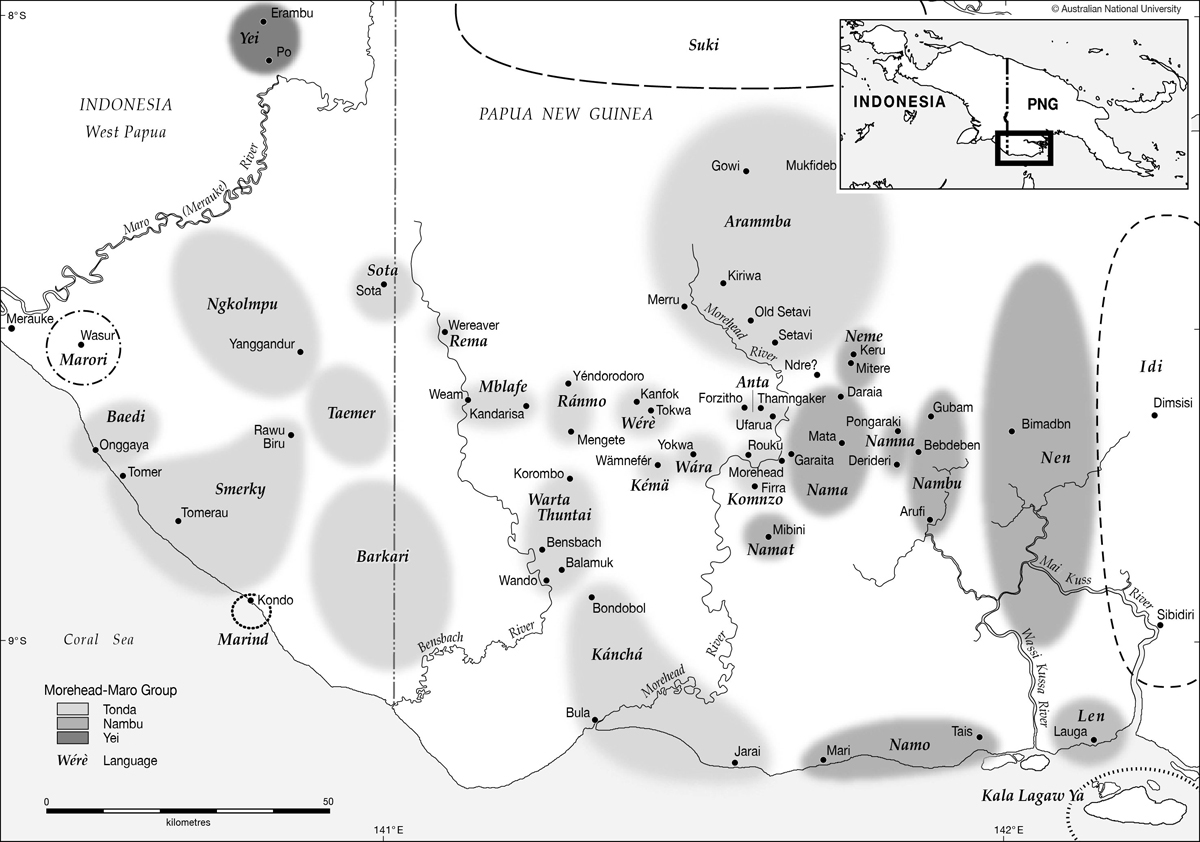 8°S
Erambu
Yei
Po
© Australian National University
Suki
INDONESIA
West Papua
PAPUA NEW GUINEA
INDONESIA
PNG
Maro (Merauke) River
Gowi
Mukfideb
Arammba
Sota
Sota
Ngkolmpu
Kiriwa
Merru
Morehead River
Old Setavi
Setavi
Merauke
Wasur
Marori
Yanggandur
Wereaver
Rema
Neme
Keru
Mitere
Ndre?
Idi
Mblafe
Weam
Kandarisa
Yéndorodoro
Ránmo
Mengete
Kanfok
Tokwa
Wérè
Anta
Forzitho
Thamngaker
Ufarua
Daraia
Baedi
Onggaya
Taemer
Rawu
Biru
Pongaraki
Namna
Derideri
Gubam
Bebdeben
Bimadbn
Dimsisi
Tomer
Smerky
Tomerau
Yokwa
Wára
Wämnefér
Kémä
Rouku
Morehead
Firra
Komnzo
Mata
Garaita
Nama
Nambu
Arufi
Nen
Korombo
Warta
Thuntai
Bensbach
Balamuk
Wando
Mibini
Namat
Barkari
Kondo
Marind
Bondobol
Mai Kuss River
Sibidiri
9°S
Coral Sea
Bensbach River
Kánchá
Morehead River
Wassi Kussa River
Morehead-Maro Group
Tonda
Nambu
Yei
Wérè Language
Bula
Jarai
Mari
Namo
Tais
Len
Lauga
Kala Lagaw Ya
0 50
kilometres
141°E
142°E